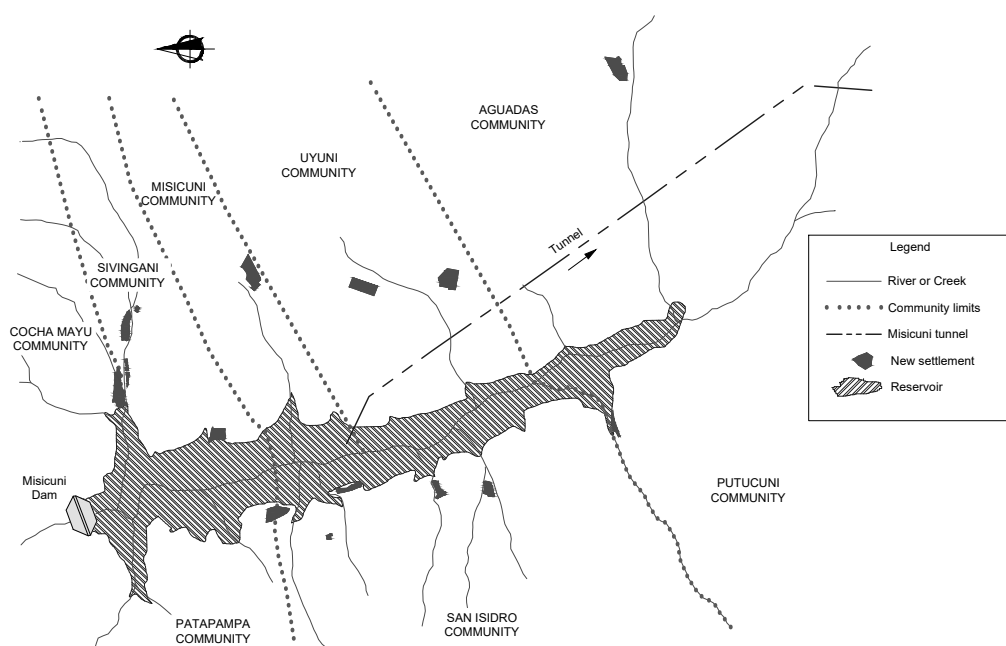 AGUADAS
COMMUNITY
UYUNI
COMMUNITY
MISICUNI
COMMUNITY
SIVINGANI
COMMUNITY
COCHA MAYU
COMMUNITY
Tunnel
Legend
River or Creek
Community limits
Misicuni tunnel
New settlement
Reservoir
Misicuni
Dam
PUTUCUNI
COMMUNITY
PATAPAMPA
COMMUNITY
SAN ISIDRO
COMMUNITY